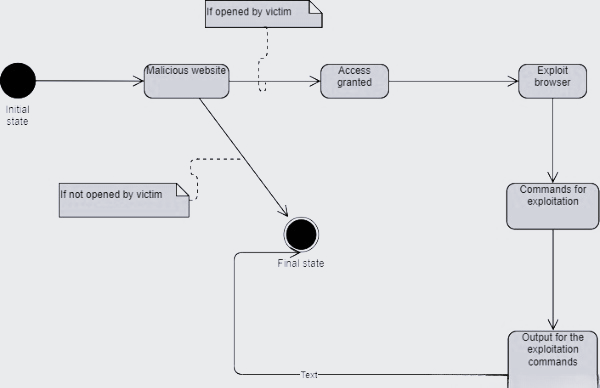 If opened by victim
Malicious website
Access
granted
Exploit
browser
Initial
state
If not opened by victim
Commands for
exploitation
Final state
Output for the
exploitation
commands
Text